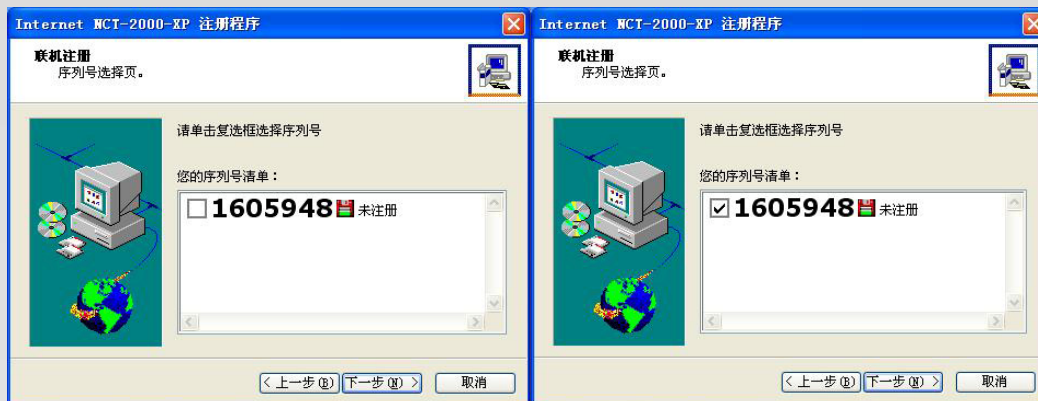 Internet NCT-2000-XP 注册程序
联机注册
序列号选择页。
请单击复选框选择序列号
您的序列号清单：
1605948 未注册
< 上一步(B) 下一步(N) > 取消
Internet NCT-2000-XP 注册程序
联机注册
序列号选择页。
请单击复选框选择序列号
您的序列号清单：
1605948 未注册
< 上一步(B) 下一步(N) > 取消